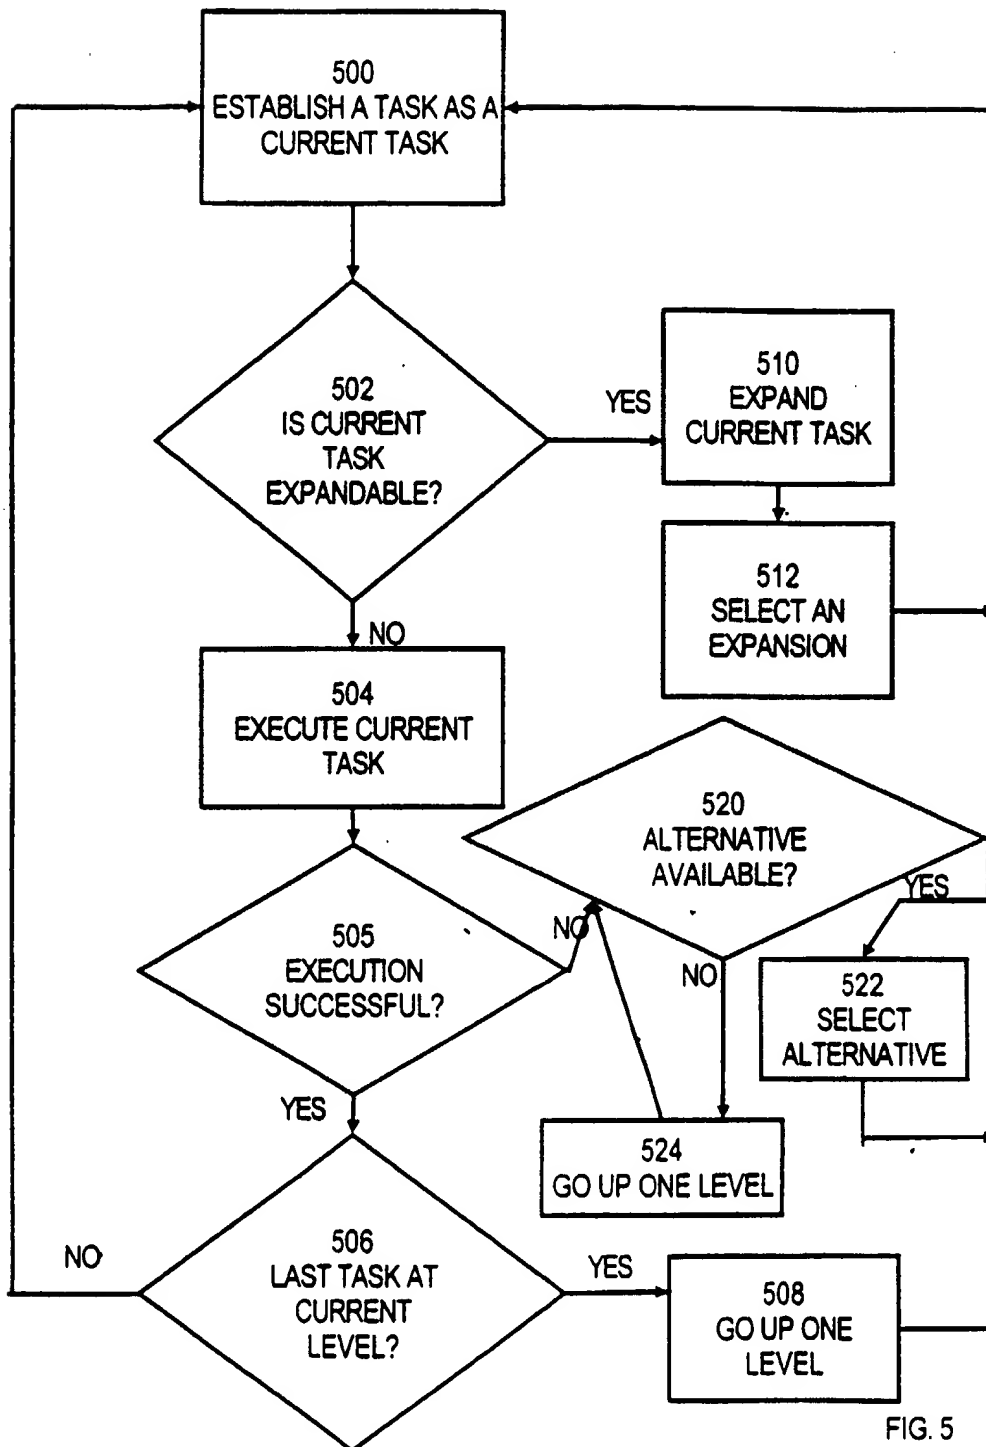 500
ESTABLISH A TASK AS A
CURRENT TASK
502
IS CURRENT
TASK
EXPANDABLE?
YES
510
EXPAND
CURRENT TASK
512
SELECT AN
EXPANSION
NO
504
EXECUTE CURRENT
TASK
520
ALTERNATIVE
AVAILABLE?
YES
505
EXECUTION
SUCCESSFUL?
NO
NO
522
SELECT
ALTERNATIVE
YES
524
GO UP ONE LEVEL
506
LAST TASK AT
CURRENT
LEVEL?
NO
YES
508
GO UP ONE
LEVEL
FIG. 5